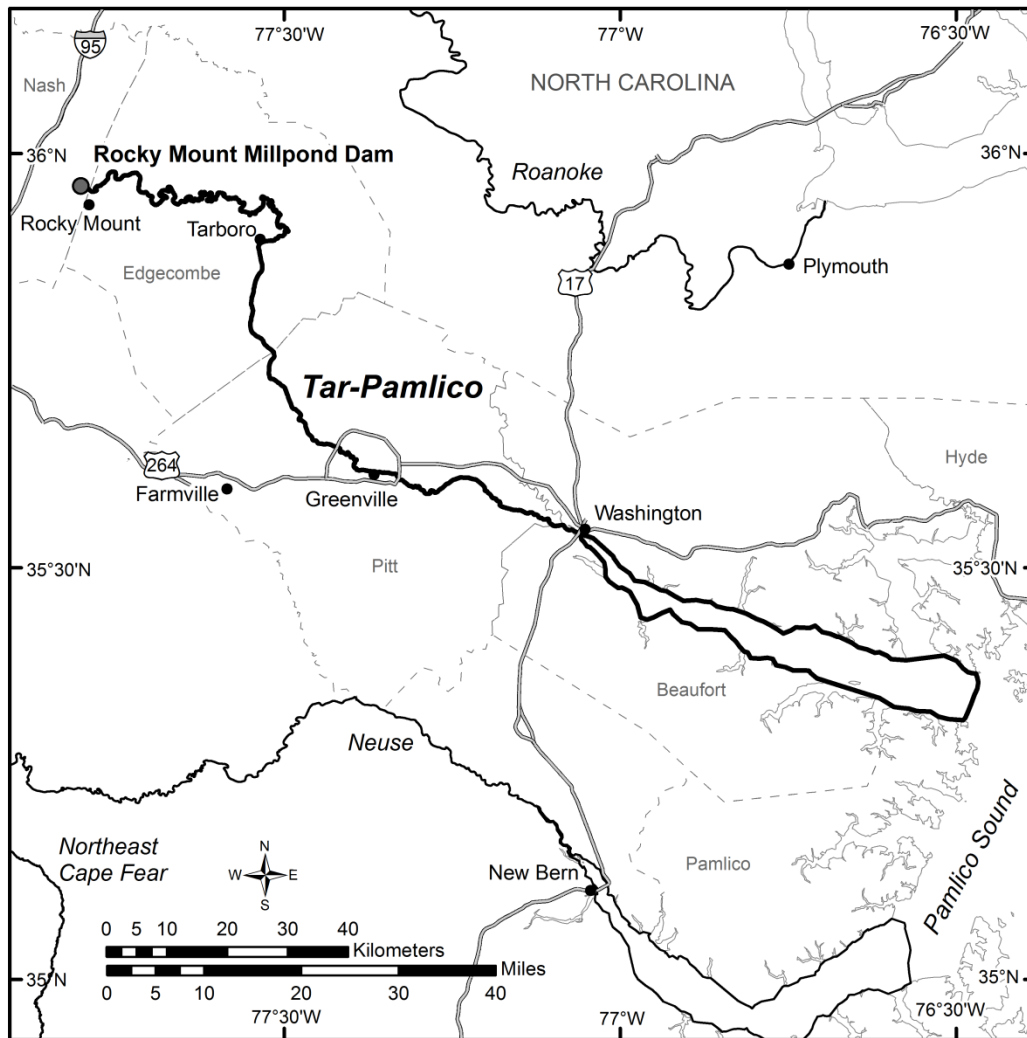 77°30'W
77°W
76°30'W
95
Nash
NORTH CAROLINA
36°N
36°N
Rocky Mount Millpond Dam
Roanoke
Rocky Mount
Tarboro
Edgecombe
Plymouth
17
Tar-Pamlico
Hyde
264
Farmville
Greenville
Washington
35°30'N
35°30'N
Pitt
Beaufort
Neuse
Pamlico Sound
Northeast
Cape Fear
N
W E
S
New Bern
Pamlico
0 5 10 20 30 40
Kilometers
Miles
0 5 10 20 30 40
35°N
35°N
77°30'W
77°W
76°30'W